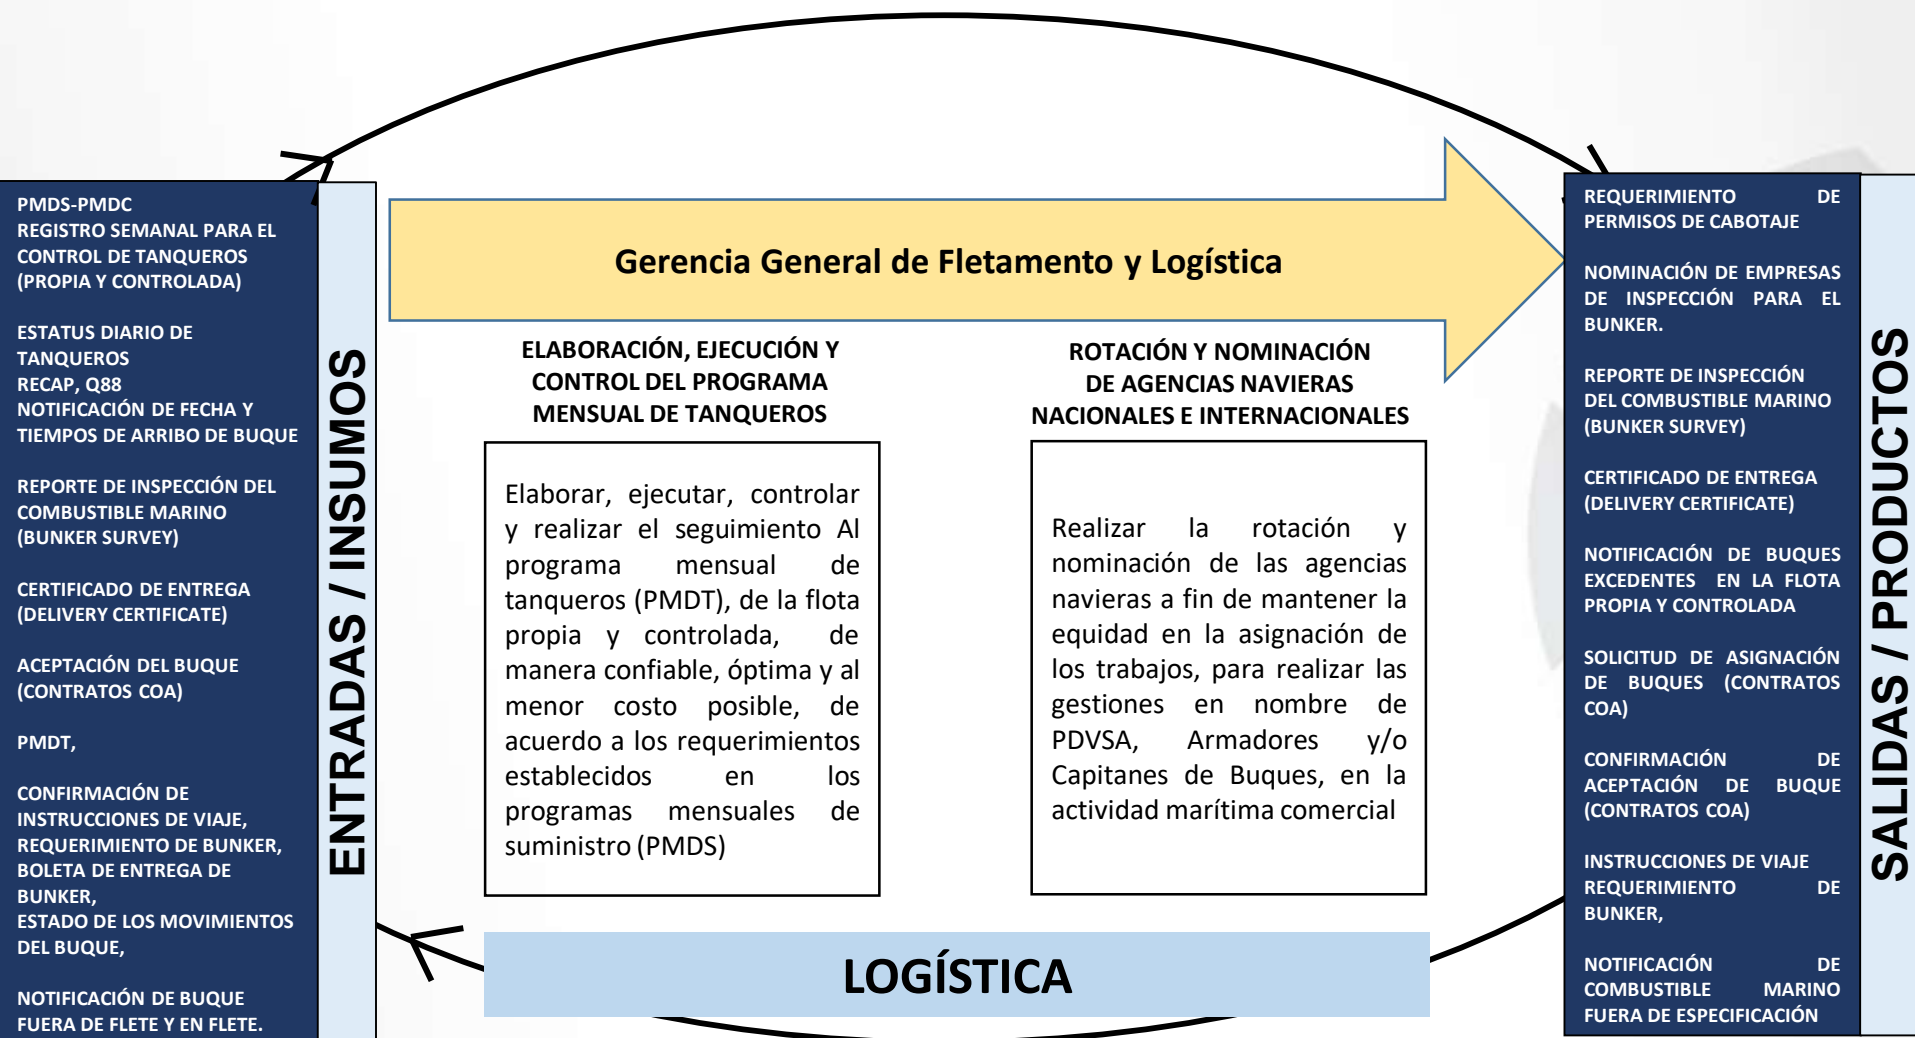 PMDS-PMDC
REGISTRO SEMANAL PARA EL
CONTROL DE TANQUEROS
(PROPIA Y CONTROLADA)
ESTATUS DIARIO DE
TANQUEROS
RECAP, Q88
NOTIFICACIÓN DE FECHA Y
TIEMPOS DE ARRIBO DE BUQUE
REPORTE DE INSPECCIÓN DEL
COMBUSTIBLE MARINO
(BUNKER SURVEY)
CERTIFICADO DE ENTREGA
(DELIVERY CERTIFICATE)
ACEPTACIÓN DEL BUQUE
(CONTRATOS COA)
PMDT,
CONFIRMACIÓN DE
INSTRUCCIONES DE VIAJE,
REQUERIMIENTO DE BUNKER,
BOLETA DE ENTREGA DE
BUNKER,
ESTADO DE LOS MOVIMIENTOS
DEL BUQUE,
NOTIFICACIÓN DE BUQUE
FUERA DE FLETE Y EN FLETE.
ENTRADAS / INSUMOS
Gerencia General de Fletamento y Logística
ELABORACIÓN, EJECUCIÓN Y
CONTROL DEL PROGRAMA
MENSUAL DE TANQUEROS
Elaborar, ejecutar, controlar
y realizar el seguimiento Al
programa mensual de
tanqueros (PMDT), de la flota
propia y controlada, de
manera confiable, óptima y al
menor costo posible, de
acuerdo a los requerimientos
establecidos en los
programas mensuales de
suministro (PMDS)
ROTACIÓN Y NOMINACIÓN
DE AGENCIAS NAVIERAS
NACIONALES E INTERNACIONALES
Realizar la rotación y
nominación de las agencias
navieras a fin de mantener la
equidad en la asignación de
los trabajos, para realizar las
gestiones en nombre de
PDVSA, Armadores y/o
Capitanes de Buques, en la
actividad marítima comercial
LOGÍSTICA
REQUERIMIENTO DE
PERMISOS DE CABOTAJE
NOMINACIÓN DE EMPRESAS
DE INSPECCIÓN PARA EL
BUNKER.
REPORTE DE INSPECCIÓN
DEL COMBUSTIBLE MARINO
(BUNKER SURVEY)
CERTIFICADO DE ENTREGA
(DELIVERY CERTIFICATE)
NOTIFICACIÓN DE BUQUES
EXCEDENTES EN LA FLOTA
PROPIA Y CONTROLADA
SOLICITUD DE ASIGNACIÓN
DE BUQUES (CONTRATOS
COA)
CONFIRMACIÓN DE
ACEPTACIÓN DE BUQUE
(CONTRATOS COA)
INSTRUCCIONES DE VIAJE
REQUERIMIENTO DE
BUNKER,
NOTIFICACIÓN DE
COMBUSTIBLE MARINO
FUERA DE ESPECIFICACIÓN
SALIDAS / PRODUCTOS